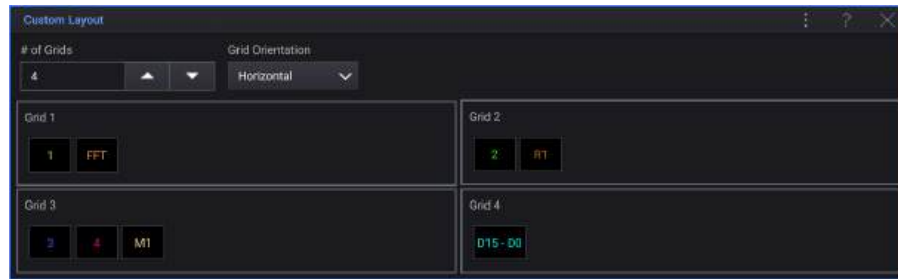 Custom Layout
# of Grids
Grid Orientation
4
Horizontal
Grid 1
Grid 2
1 FFT
2 R1
Grid 3
Grid 4
3 4 M1
D15 - D0